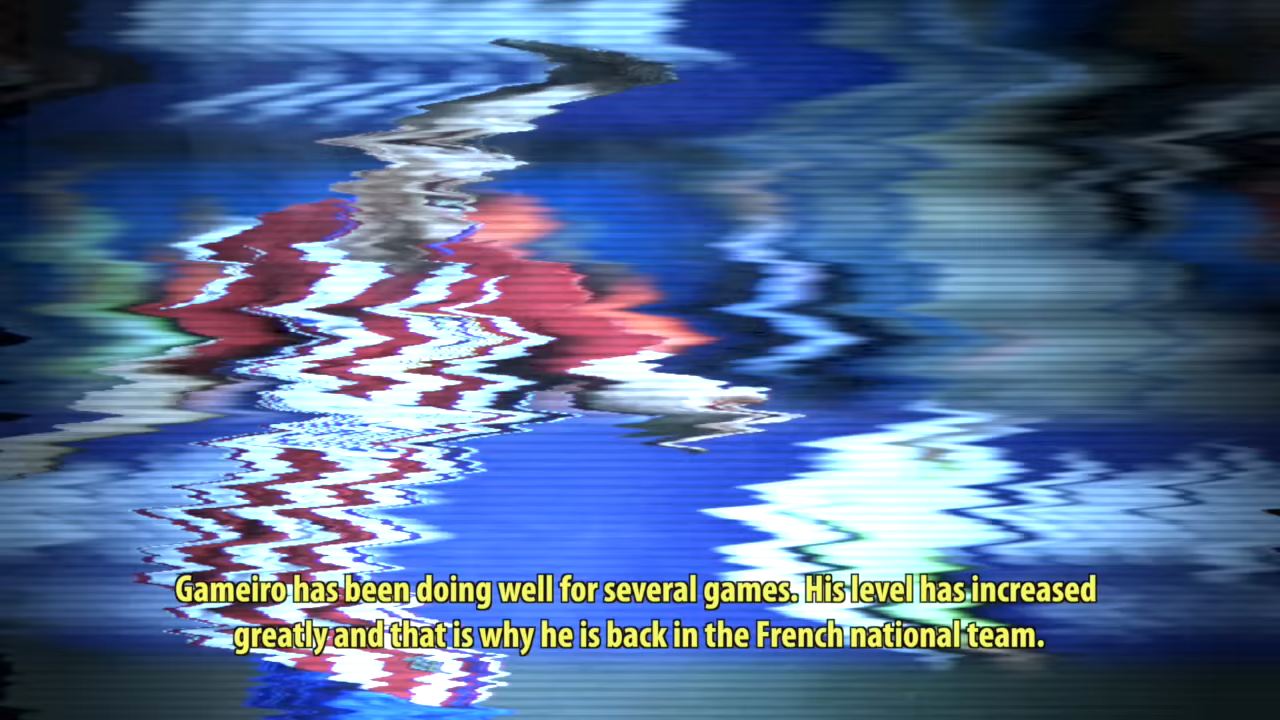 Gameiro has been doing well for several games. His level has increased
greatly and that is why he is back in the French national team.